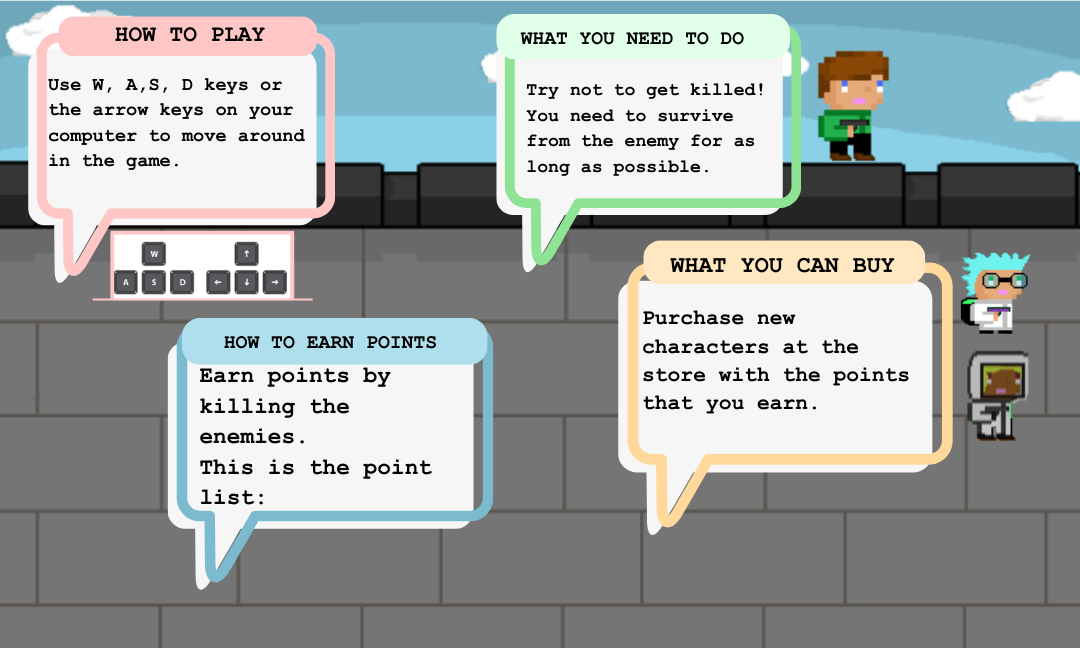 HOW TO PLAY
Use W, A,S, D keys or
the arrow keys on your
computer to move around
in the game.
WHAT YOU NEED TO DO
Try not to get killed!
You need to survive
from the enemy for as
long as possible.
W ↑
A S D ← ↓ →
WHAT YOU CAN BUY
Purchase new
characters at the
store with the points
that you earn.
HOW TO EARN POINTS
Earn points by
killing the
enemies.
This is the point
list: